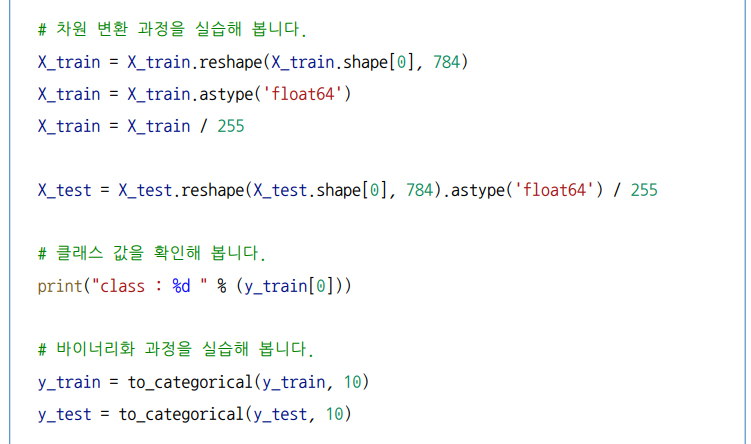 # 차원 변환 과정을 실습해 봅니다.
X_train = X_train.reshape(X_train.shape[0], 784)
X_train = X_train.astype('float64')
X_train = X_train / 255
X_test = X_test.reshape(X_test.shape[0], 784).astype('float64') / 255
# 클래스 값을 확인해 봅니다.
print("class : %d " % (y_train[0]))
# 바이너리화 과정을 실습해 봅니다.
y_train = to_categorical(y_train, 10)
y_test = to_categorical(y_test, 10)